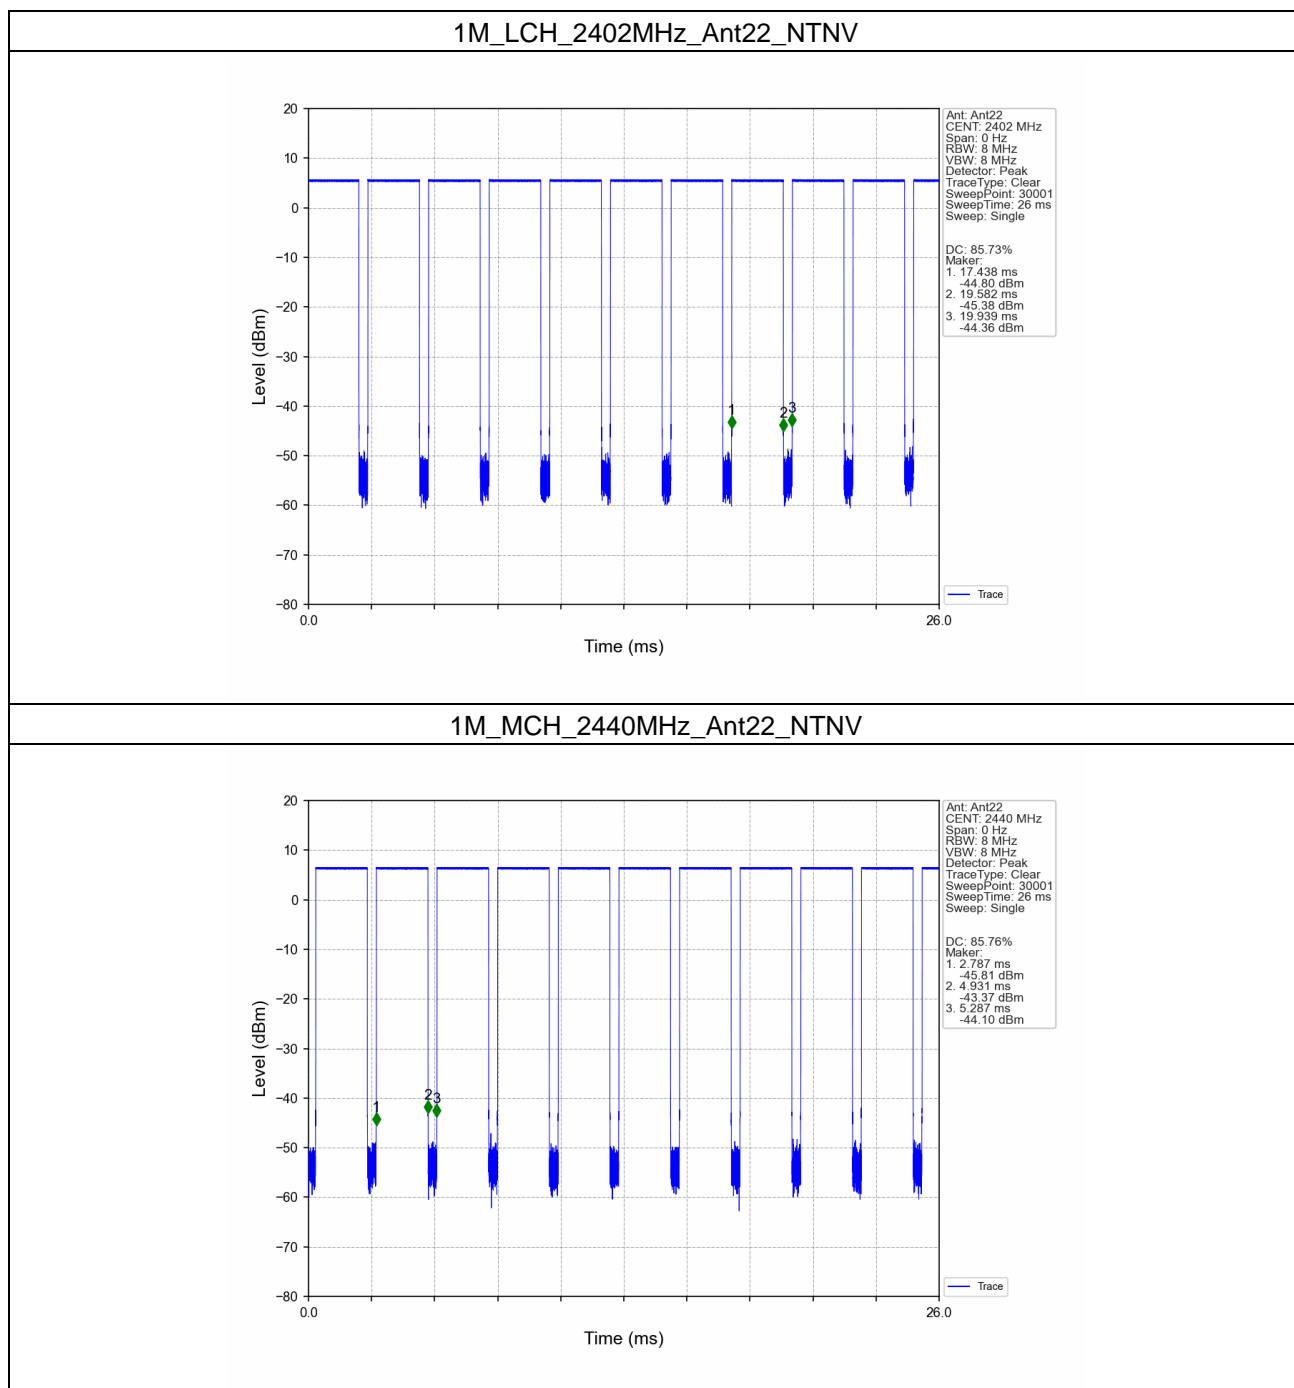 1M_LCH_2402MHz_Ant22_NTNV
20
10
0
−10
−20
−30
−40
−50
−60
−70
−80
Level (dBm)
0.0
26.0
Time (ms)
1
2
3
Ant: Ant22
CENT: 2402 MHz
Span: 0 Hz
RBW: 8 MHz
VBW: 8 MHz
Detector: Peak
TraceType: Clear
SweepPoint: 30001
SweepTime: 26 ms
Sweep: Single
DC: 85.73%
Maker:
1. 17.438 ms
-44.80 dBm
2. 19.582 ms
-45.38 dBm
3. 19.939 ms
-44.36 dBm
Trace
1M_MCH_2440MHz_Ant22_NTNV
20
10
0
−10
−20
−30
−40
−50
−60
−70
−80
Level (dBm)
0.0
26.0
Time (ms)
1
2
3
Ant: Ant22
CENT: 2440 MHz
Span: 0 Hz
RBW: 8 MHz
VBW: 8 MHz
Detector: Peak
TraceType: Clear
SweepPoint: 30001
SweepTime: 26 ms
Sweep: Single
DC: 85.76%
Maker:
1. 2.787 ms
-45.81 dBm
2. 4.931 ms
-43.37 dBm
3. 5.287 ms
-44.10 dBm
Trace